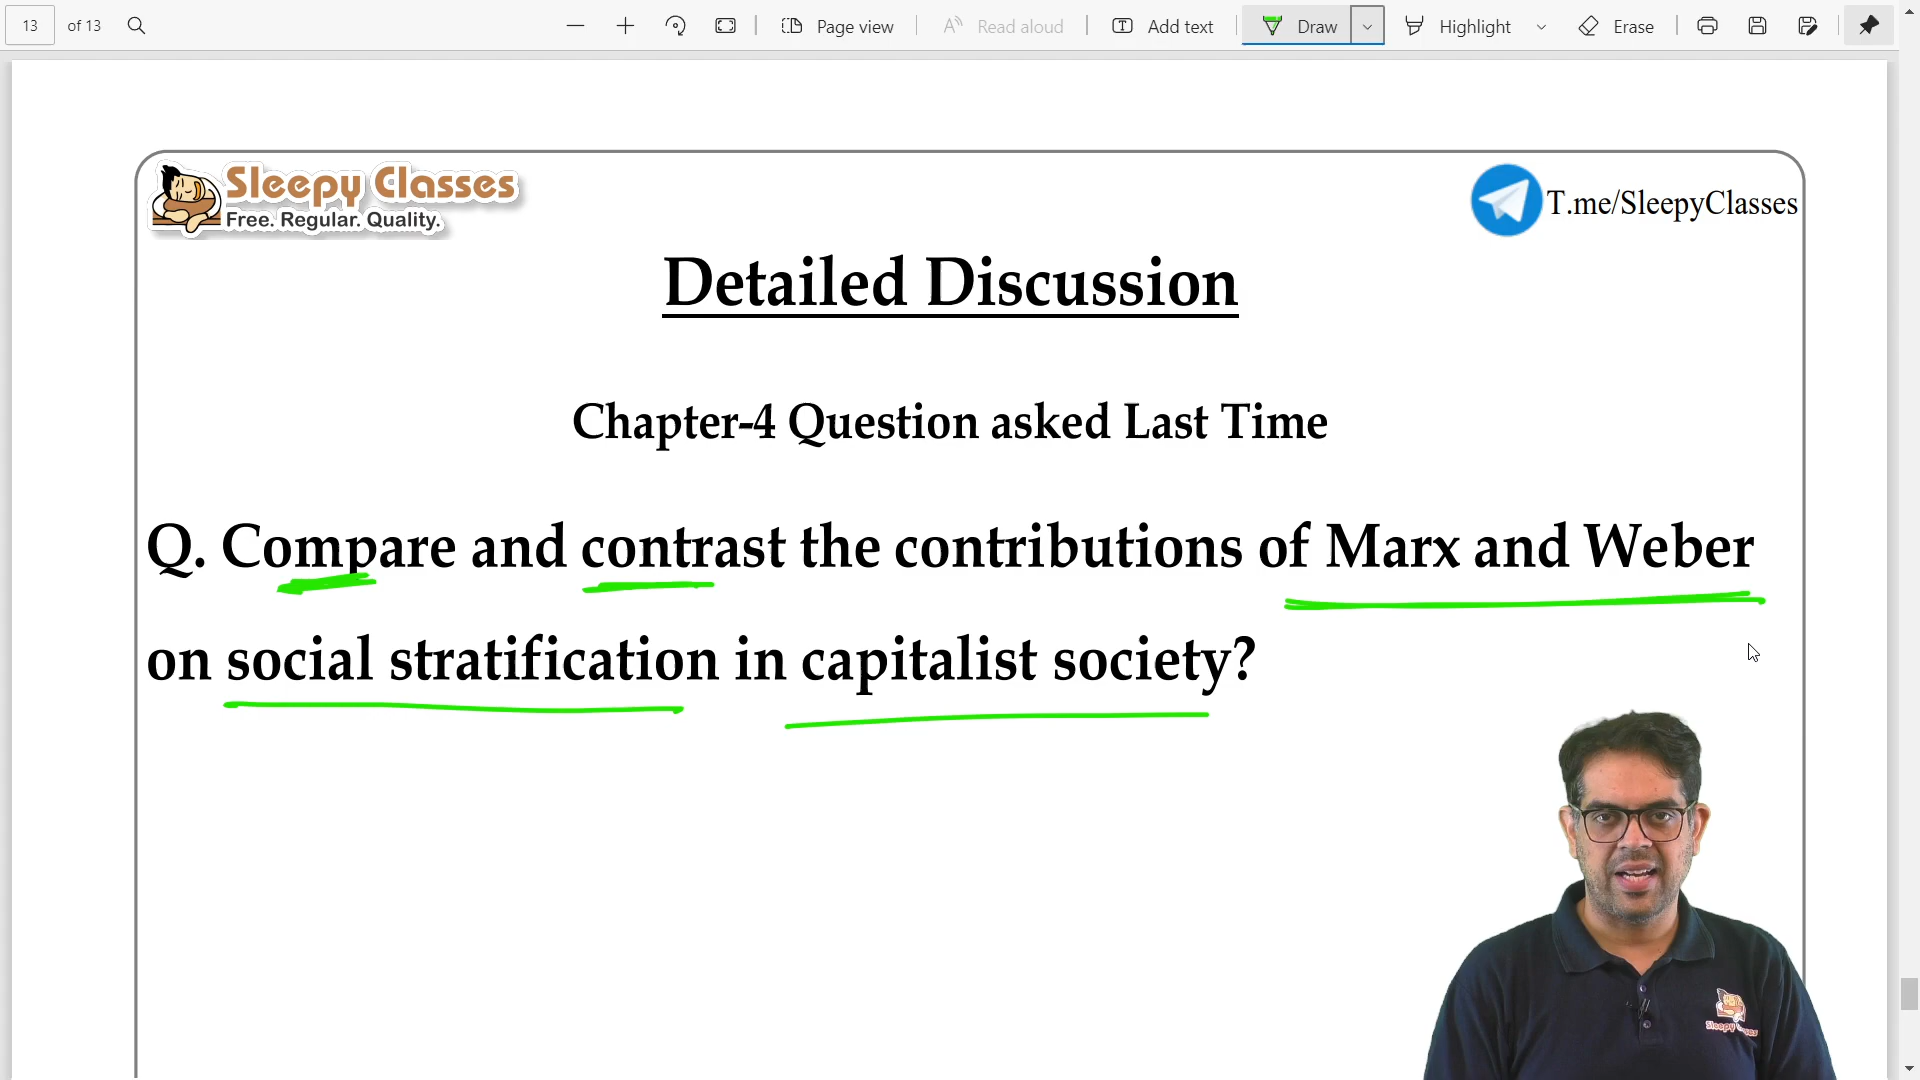 13 of 13 Page view Read aloud Add text Draw Highlight Erase
Sleepy Classes
Free. Regular. Quality.
T.me/SleepyClasses
Detailed Discussion
Chapter-4 Question asked Last Time
Q. Compare and contrast the contributions of Marx and Weber
on social stratification in capitalist society?